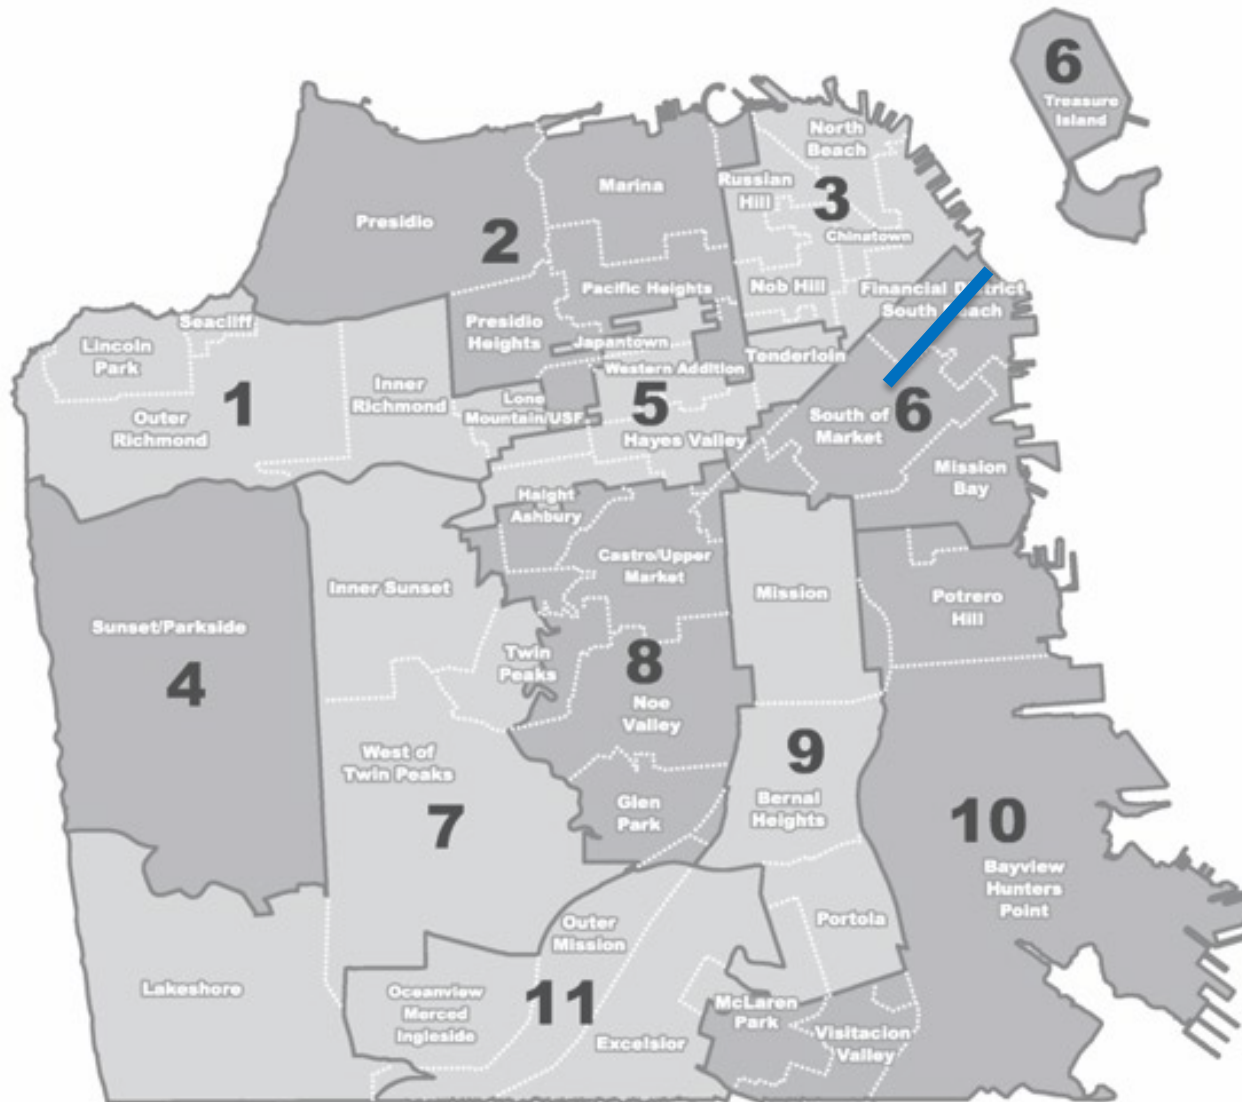 6
Treasure
Island
North
Beach
Marina
Russian
Hill
3
Presidio
2
Chinatown
Pacific Heights
Nob Hill
Financial District
South Beach
Seacliff
Presidio
Heights
Lincoln
Park
Japantown
Tenderloin
Western Addition
1
Inner
Richmond
Lone
Mountain/USF
5
6
Outer
Richmond
Hayes Valley
South of
Market
Mission
Bay
Haight
Ashbury
Castro/Upper
Market
Inner Sunset
Mission
Potrero
Hill
Sunset/Parkside
Twin
Peaks
8
4
Noe
Valley
West of
Twin Peaks
9
7
Glen
Park
Bernal
Heights
10
Bayview
Hunters
Point
Outer
Mission
Portola
Lakeshore
Oceanview
Merced
Ingleside
11
McLaren
Park
Excelsior
Visitacion
Valley